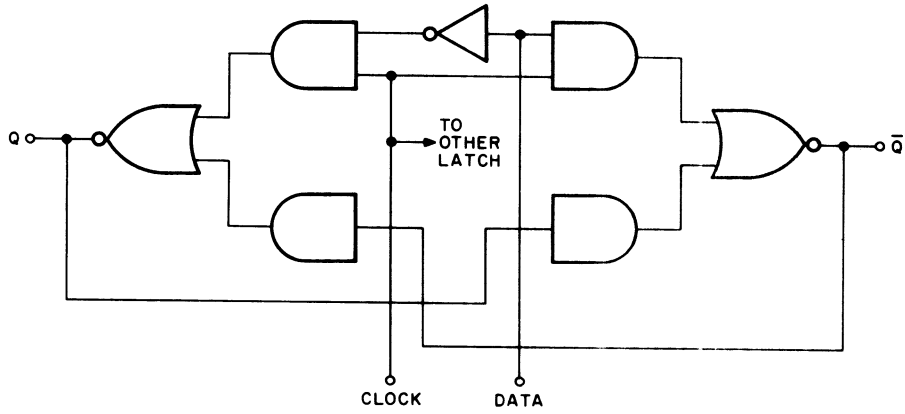 Q
TO
OTHER
LATCH
Q̅
CLOCK
DATA